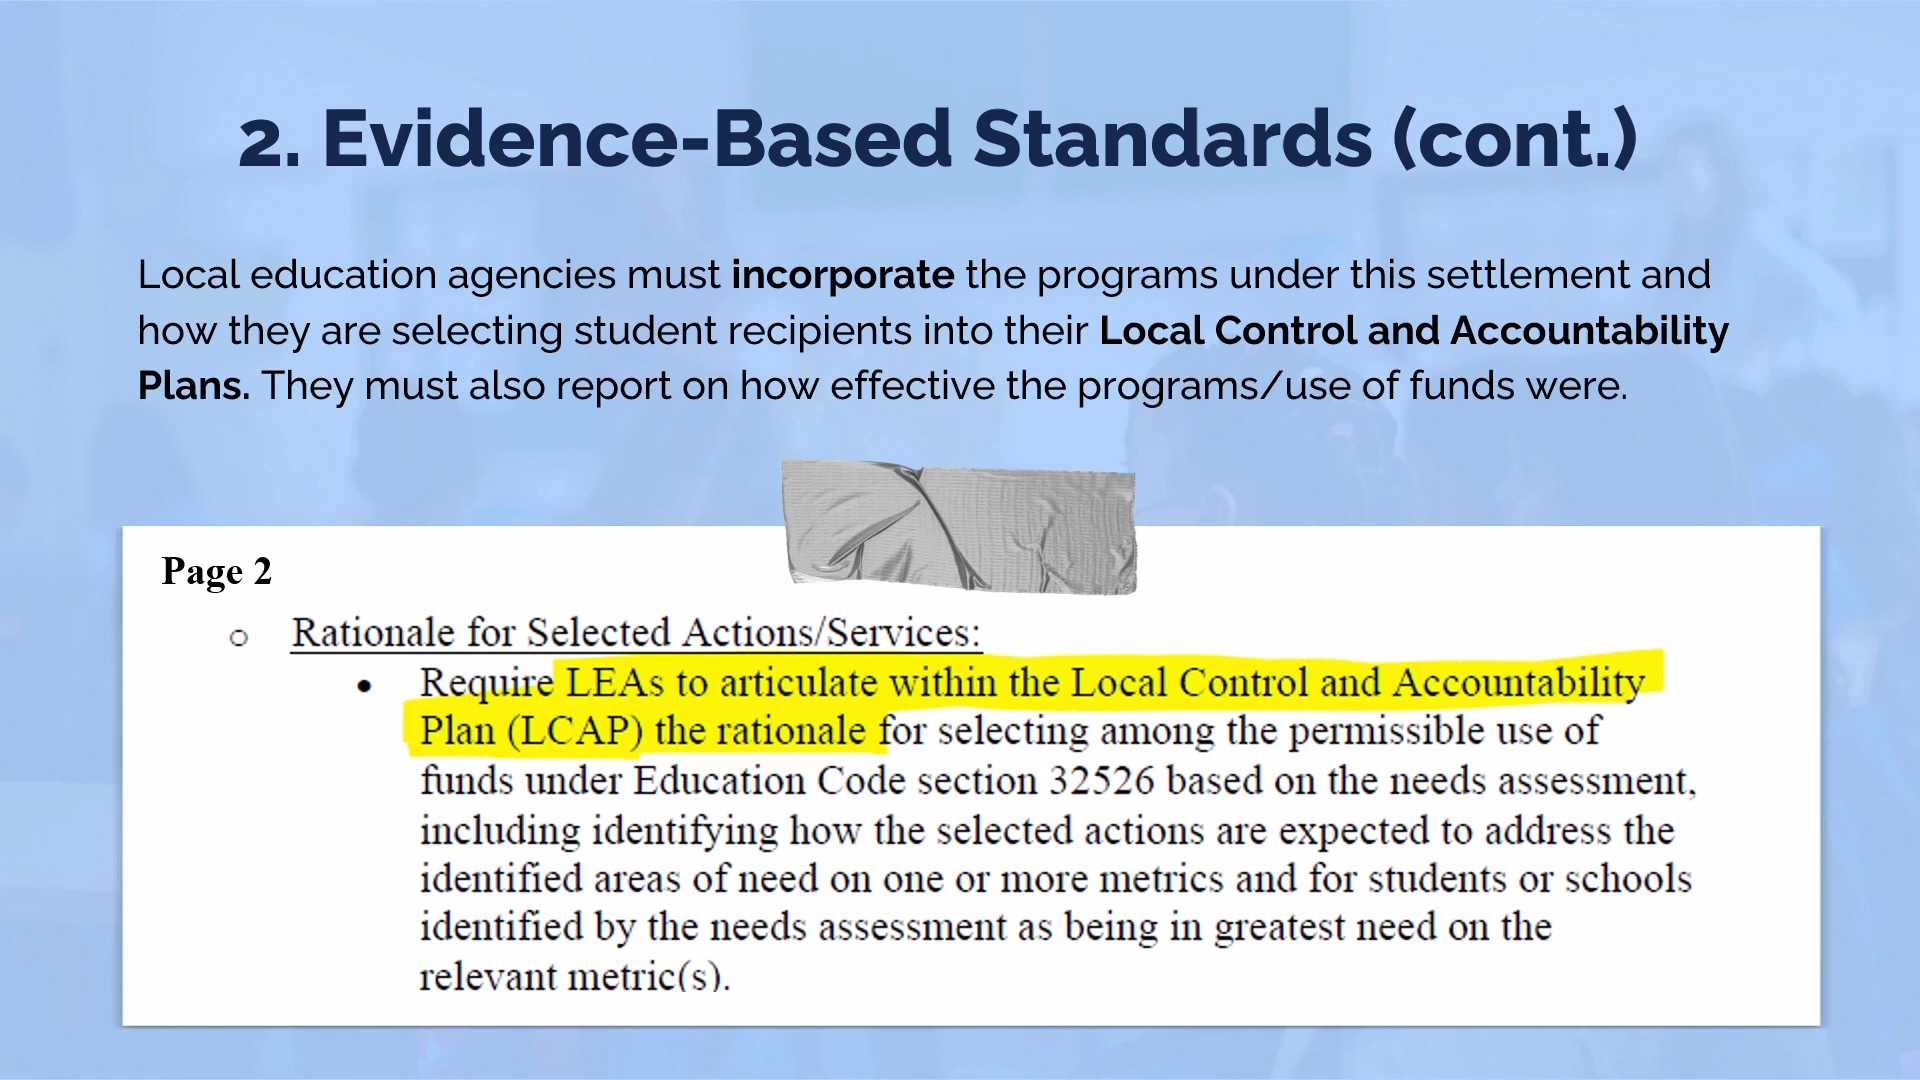 2. Evidence-Based Standards (cont.)
Local education agencies must incorporate the programs under this settlement and
how they are selecting student recipients into their Local Control and Accountability
Plans. They must also report on how effective the programs/use of funds were.
Page 2
o Rationale for Selected Actions/Services:
• Require LEAs to articulate within the Local Control and Accountability
Plan (LCAP) the rationale for selecting among the permissible use of
funds under Education Code section 32526 based on the needs assessment,
including identifying how the selected actions are expected to address the
identified areas of need on one or more metrics and for students or schools
identified by the needs assessment as being in greatest need on the
relevant metric(s).